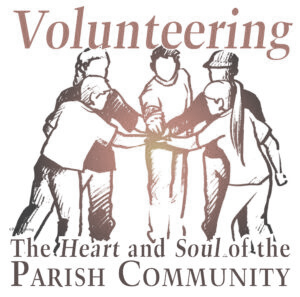 Volunteering
The Heart and Soul of the
PARISH COMMUNITY